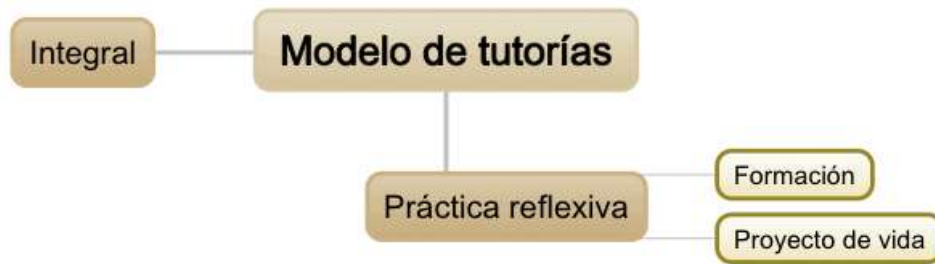 Integral
Modelo de tutorías
Práctica reflexiva
Formación
Proyecto de vida